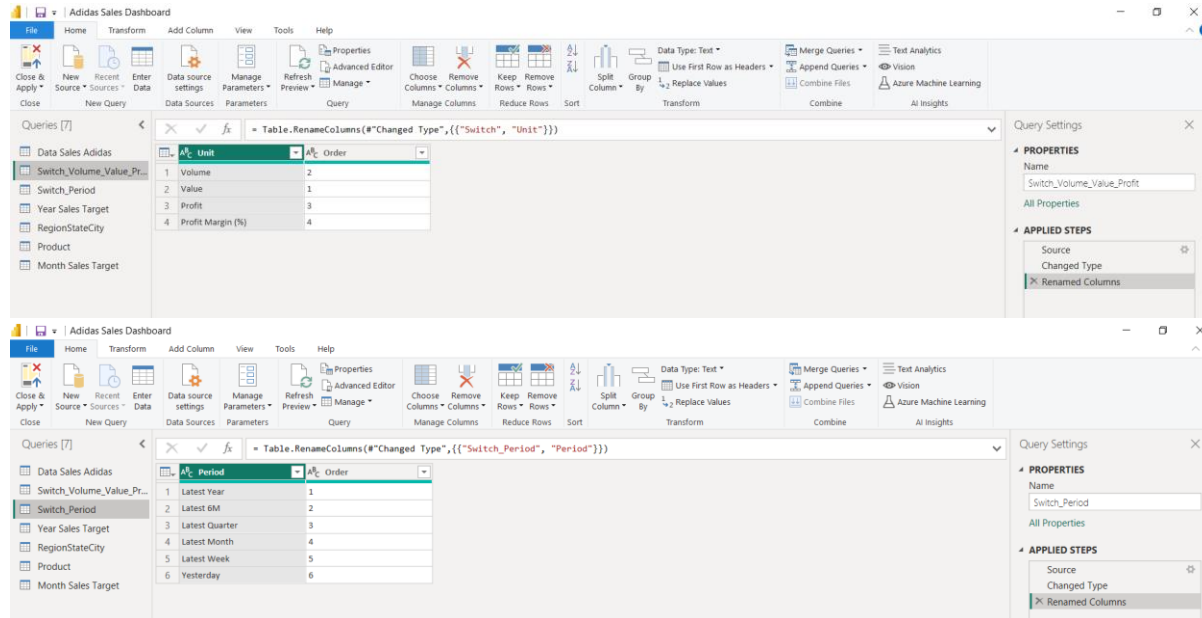 Adidas Sales Dashboard
File Home Transform Add Column View Tools Help
Close & Apply New Source Recent Sources Enter Data Data source settings Manage Parameters Refresh Preview Properties Advanced Editor Manage Choose Columns Remove Columns Keep Rows Remove Rows Split Column Group By Data Type: Text Use First Row as Headers Replace Values Merge Queries Append Queries Combine Files Text Analytics Vision Azure Machine Learning
Close New Query Data Sources Parameters Query Manage Columns Reduce Rows Sort Transform Combine AI Insights
Queries [7]
= Table.RenameColumns(#"Changed Type",{{"Switch", "Unit"}})
Data Sales Adidas
Switch_Volume_Value_Pr...
Switch_Period
Year Sales Target
RegionStateCity
Product
Month Sales Target
Unit Order
1 Volume 2
2 Value 1
3 Profit 3
4 Profit Margin (%) 4
Query Settings
PROPERTIES
Name
Switch_Volume_Value_Profit
All Properties
APPLIED STEPS
Source
Changed Type
Renamed Columns
Adidas Sales Dashboard
File Home Transform Add Column View Tools Help
Close & Apply New Source Recent Sources Enter Data Data source settings Manage Parameters Refresh Preview Properties Advanced Editor Manage Choose Columns Remove Columns Keep Rows Remove Rows Split Column Group By Data Type: Text Use First Row as Headers Replace Values Merge Queries Append Queries Combine Files Text Analytics Vision Azure Machine Learning
Close New Query Data Sources Parameters Query Manage Columns Reduce Rows Sort Transform Combine AI Insights
Queries [7]
= Table.RenameColumns(#"Changed Type",{{"Switch_Period", "Period"}})
Data Sales Adidas
Switch_Volume_Value_Pr...
Switch_Period
Year Sales Target
RegionStateCity
Product
Month Sales Target
Period Order
1 Latest Year 1
2 Latest 6M 2
3 Latest Quarter 3
4 Latest Month 4
5 Latest Week 5
6 Yesterday 6
Query Settings
PROPERTIES
Name
Switch_Period
All Properties
APPLIED STEPS
Source
Changed Type
Renamed Columns